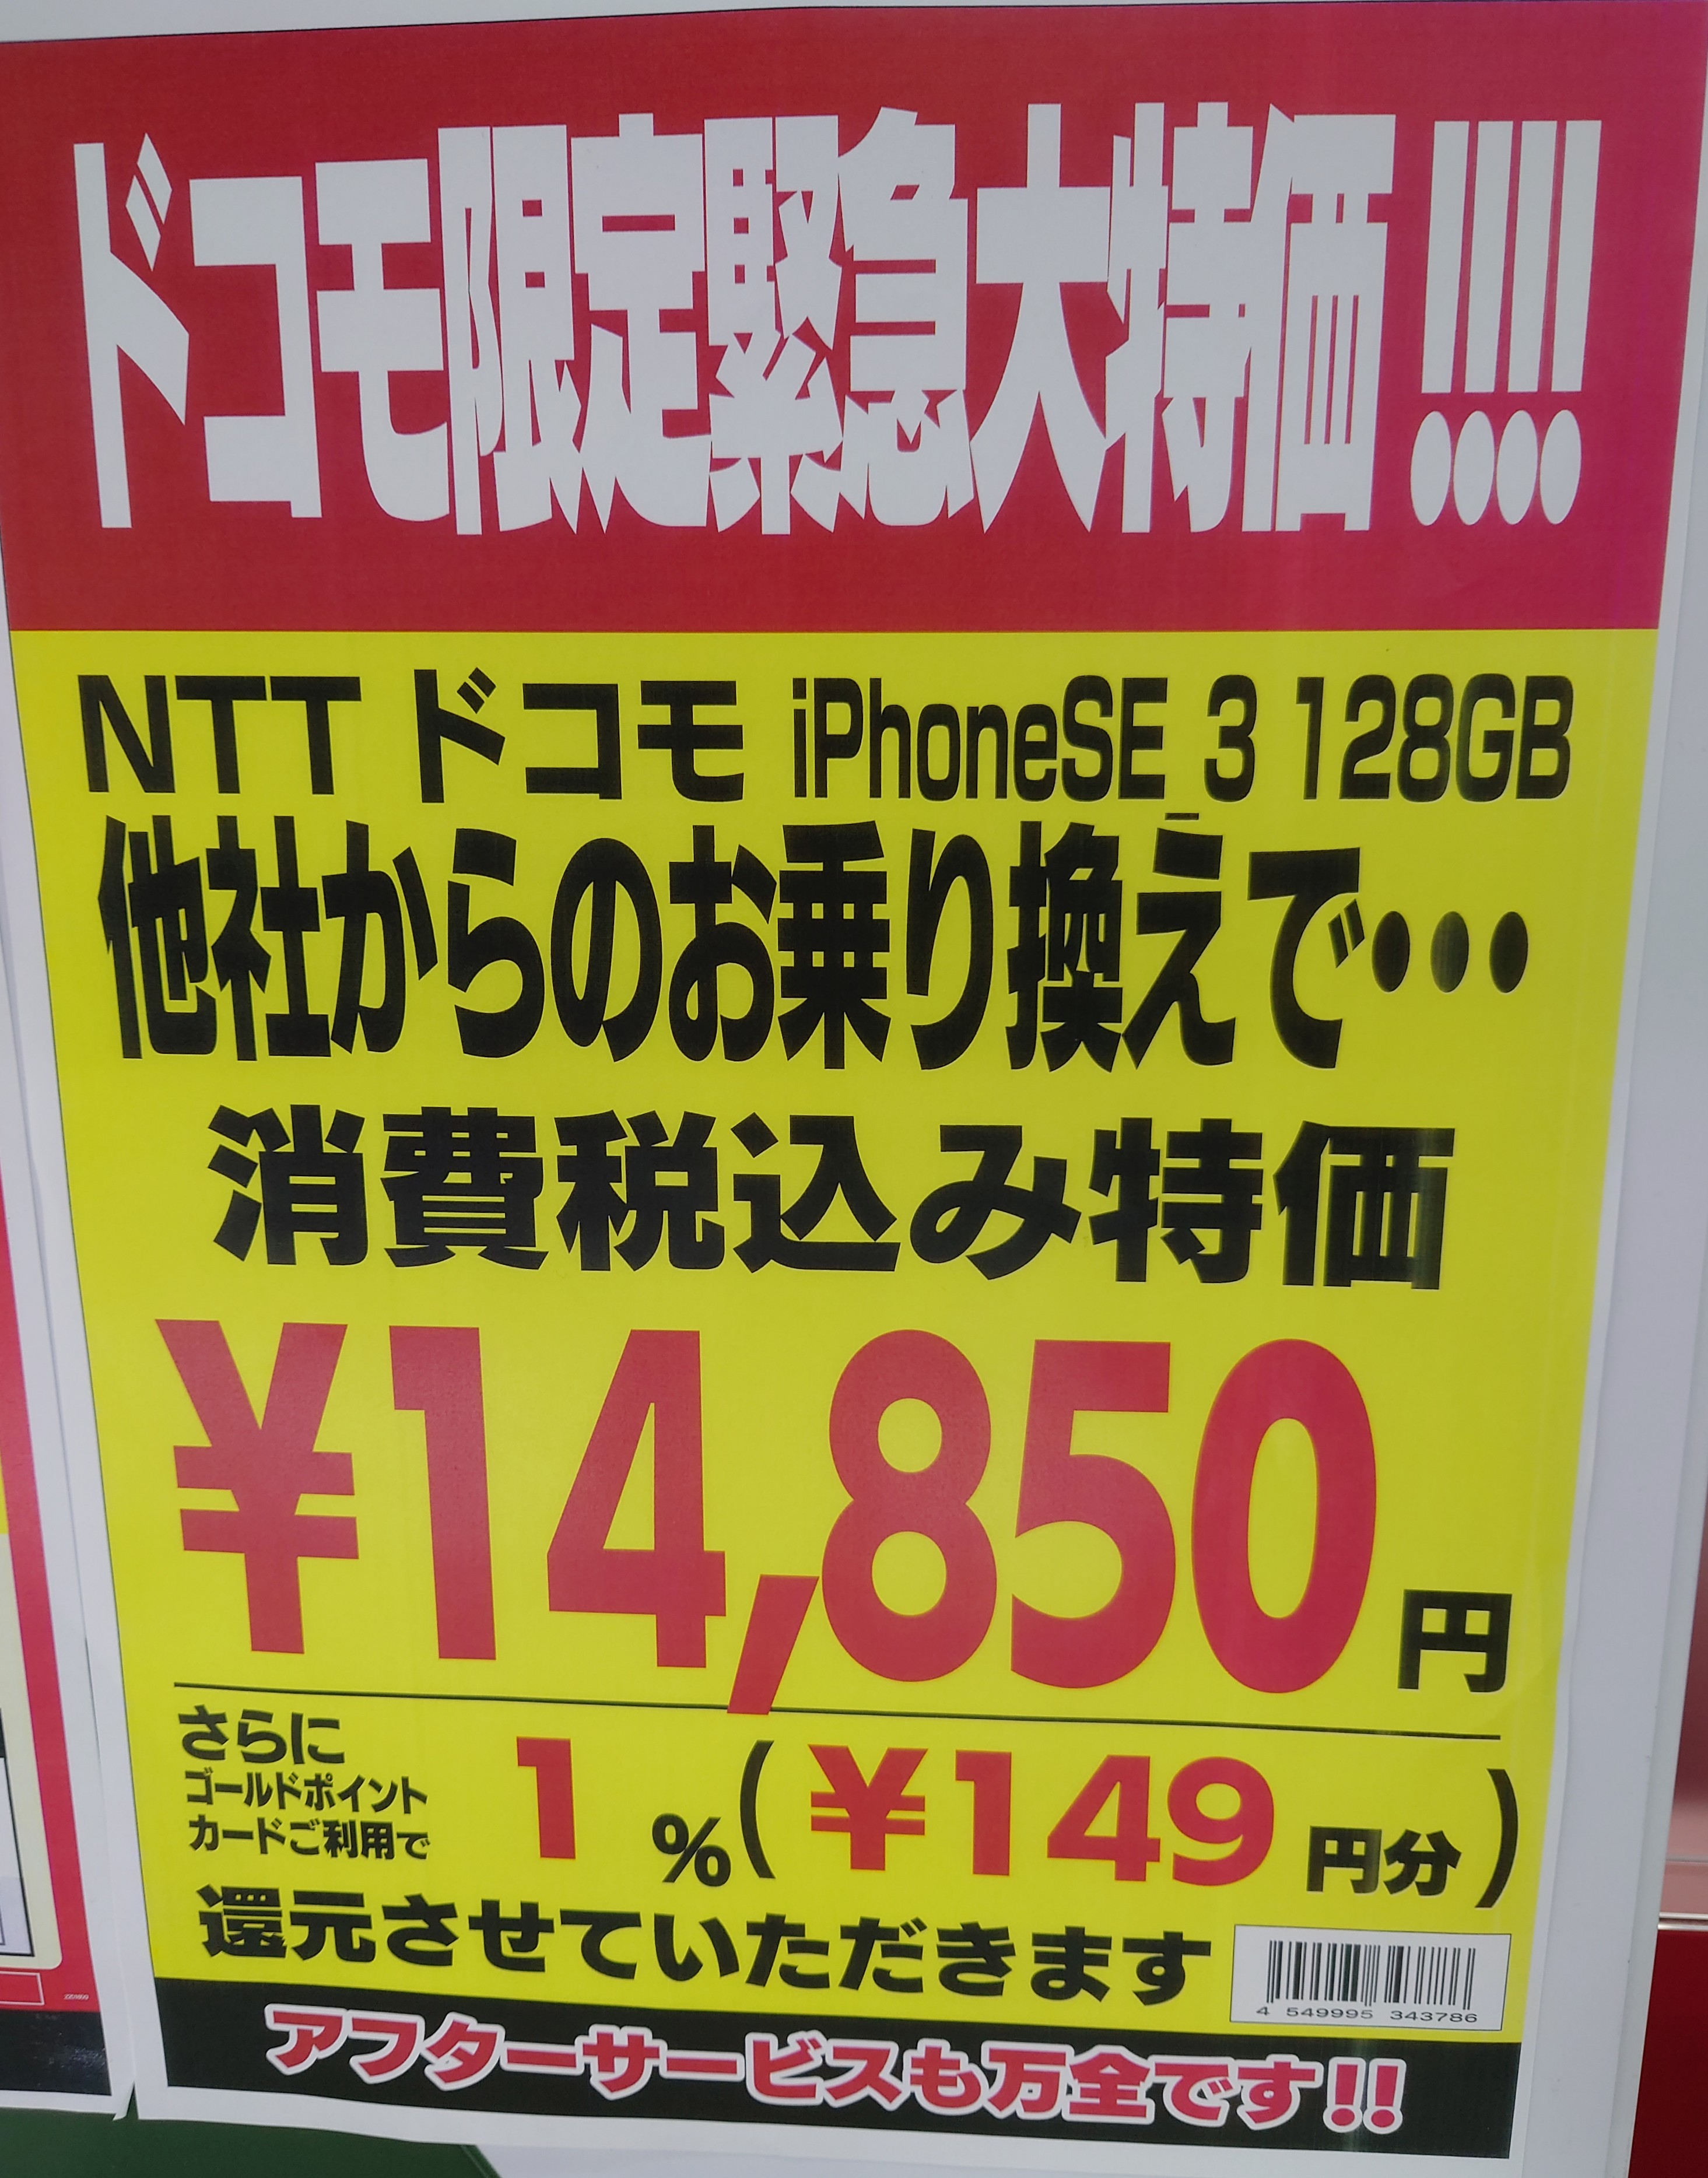 ドコモ限定緊急大特価!!!!
NTT ドコモ iPhoneSE 3 128GB
他社からのお乗り換えで・・・
消費税込み特価
¥14,850円
さらに
ゴールドポイント
カードご利用で
1%(¥149円分)
還元させていただきます
4 549995 343786
アフターサービスも万全です!!